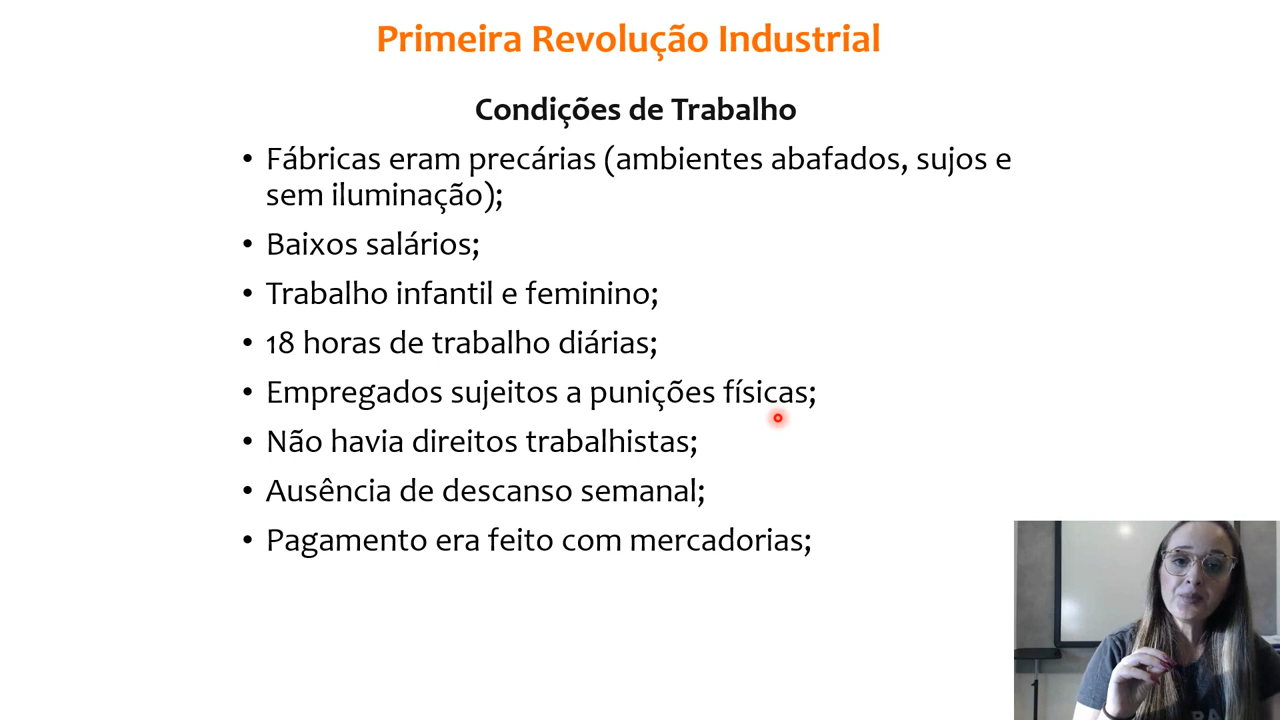 Primeira Revolução Industrial
Condições de Trabalho
• Fábricas eram precárias (ambientes abafados, sujos e
sem iluminação);
• Baixos salários;
• Trabalho infantil e feminino;
• 18 horas de trabalho diárias;
• Empregados sujeitos a punições físicas;
• Não havia direitos trabalhistas;
• Ausência de descanso semanal;
• Pagamento era feito com mercadorias;